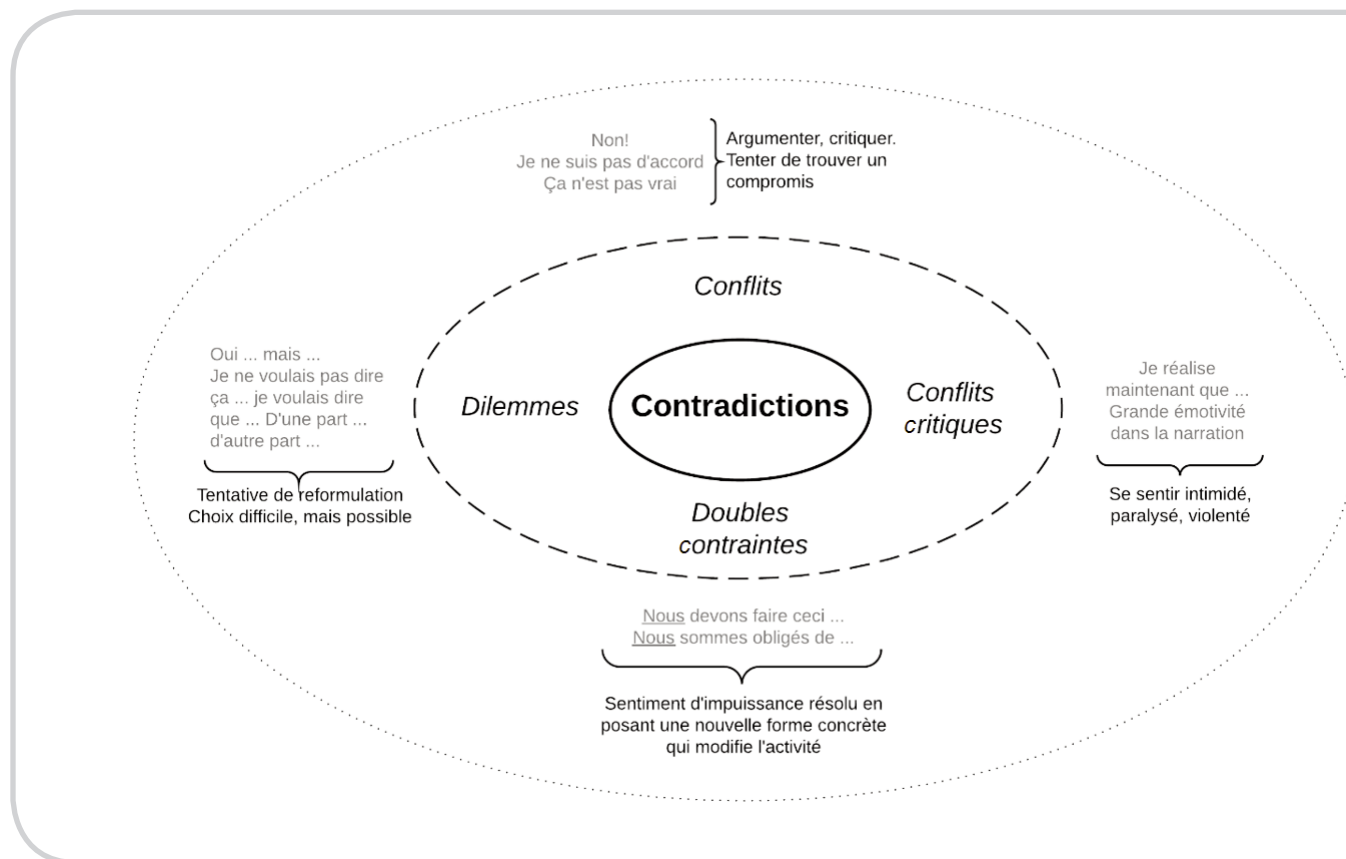 Non!
Je ne suis pas d'accord
Ça n'est pas vrai
Argumenter, critiquer.
Tenter de trouver un
compromis
Conflits
Oui ... mais ...
Je ne voulais pas dire
ça ... je voulais dire
que ... D'une part ...
d'autre part ...
Tentative de reformulation
Choix difficile, mais possible
Dilemmes
Contradictions
Conflits
critiques
Je réalise
maintenant que ...
Grande émotivité
dans la narration
Se sentir intimidé,
paralysé, violenté
Doubles
contraintes
Nous devons faire ceci ...
Nous sommes obligés de ...
Sentiment d'impuissance résolu en
posant une nouvelle forme concrète
qui modifie l'activité